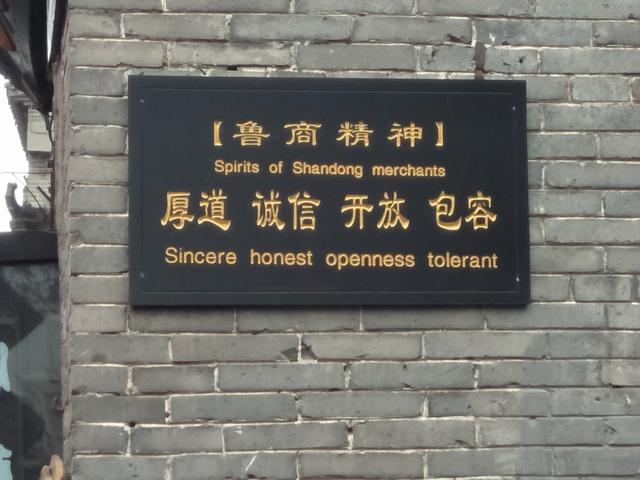 【鲁商精神】
Spirits of Shandong merchants
厚道 诚信 开放 包容
Sincere honest openness tolerant